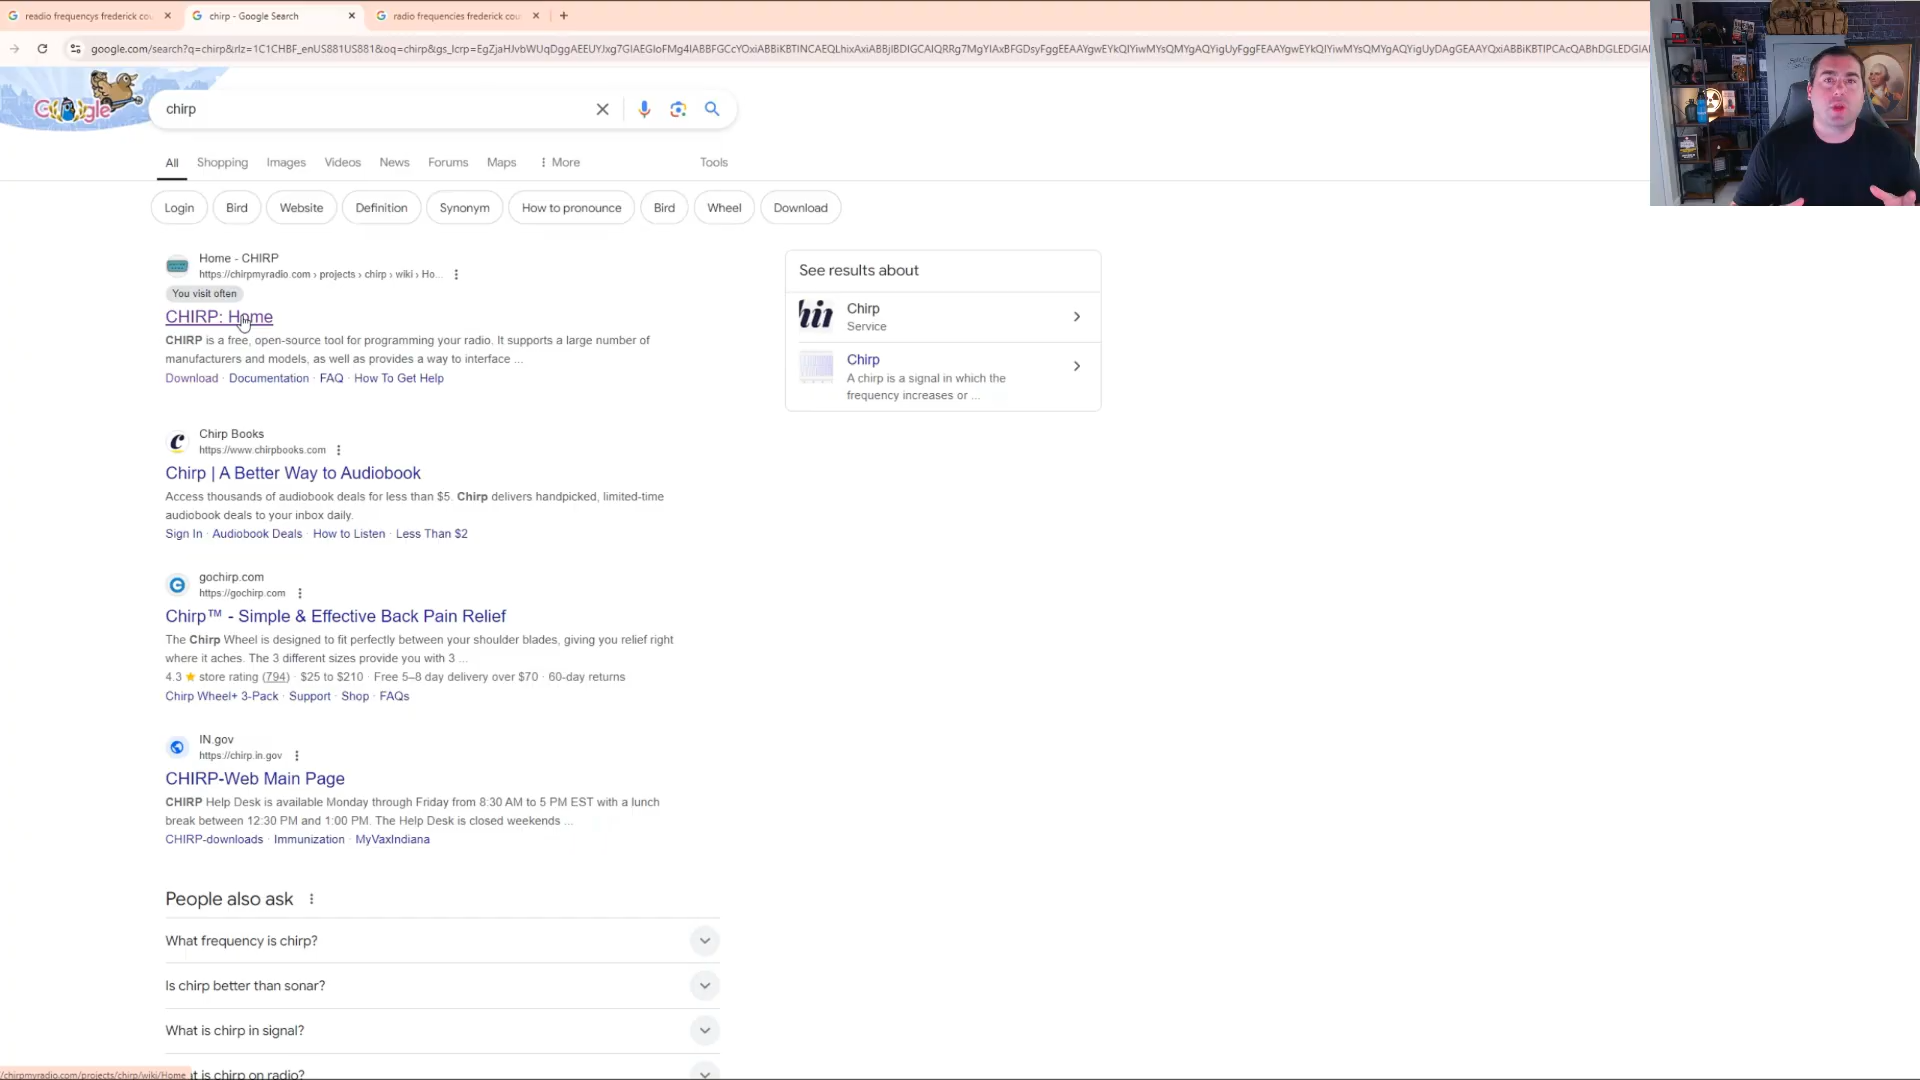 readio frequencys frederick cou
chirp - Google Search
radio frequencies frederick cou
Google
chirp
All
Shopping
Images
Videos
News
Forums
Maps
More
Tools
Login
Bird
Website
Definition
Synonym
How to pronounce
Bird
Wheel
Download
Home - CHIRP
https://chirpmyradio.com › projects › chirp › wiki › Ho...
You visit often
CHIRP: Home
CHIRP is a free, open-source tool for programming your radio. It supports a large number of
manufacturers and models, as well as provides a way to interface ...
Download · Documentation · FAQ · How To Get Help
See results about
Chirp
Service
Chirp
A chirp is a signal in which the
frequency increases or ...
Chirp Books
https://www.chirpbooks.com
Chirp | A Better Way to Audiobook
Access thousands of audiobook deals for less than $5. Chirp delivers handpicked, limited-time
audiobook deals to your inbox daily.
Sign In · Audiobook Deals · How to Listen · Less Than $2
gochirp.com
https://gochirp.com
Chirp™ - Simple & Effective Back Pain Relief
The Chirp Wheel is designed to fit perfectly between your shoulder blades, giving you relief right
where it aches. The 3 different sizes provide you with 3 ...
4.3 ★ store rating (794) · $25 to $210 · Free 5–8 day delivery over $70 · 60-day returns
Chirp Wheel+ 3-Pack · Support · Shop · FAQs
IN.gov
https://chirp.in.gov
CHIRP-Web Main Page
CHIRP Help Desk is available Monday through Friday from 8:30 AM to 5 PM EST with a lunch
break between 12:30 PM and 1:00 PM. The Help Desk is closed weekends ...
CHIRP-downloads · Immunization · MyVaxIndiana
People also ask
What frequency is chirp?
Is chirp better than sonar?
What is chirp in signal?
is chirp on radio?
/chirpmyradio.com/projects/chirp/wiki/Home